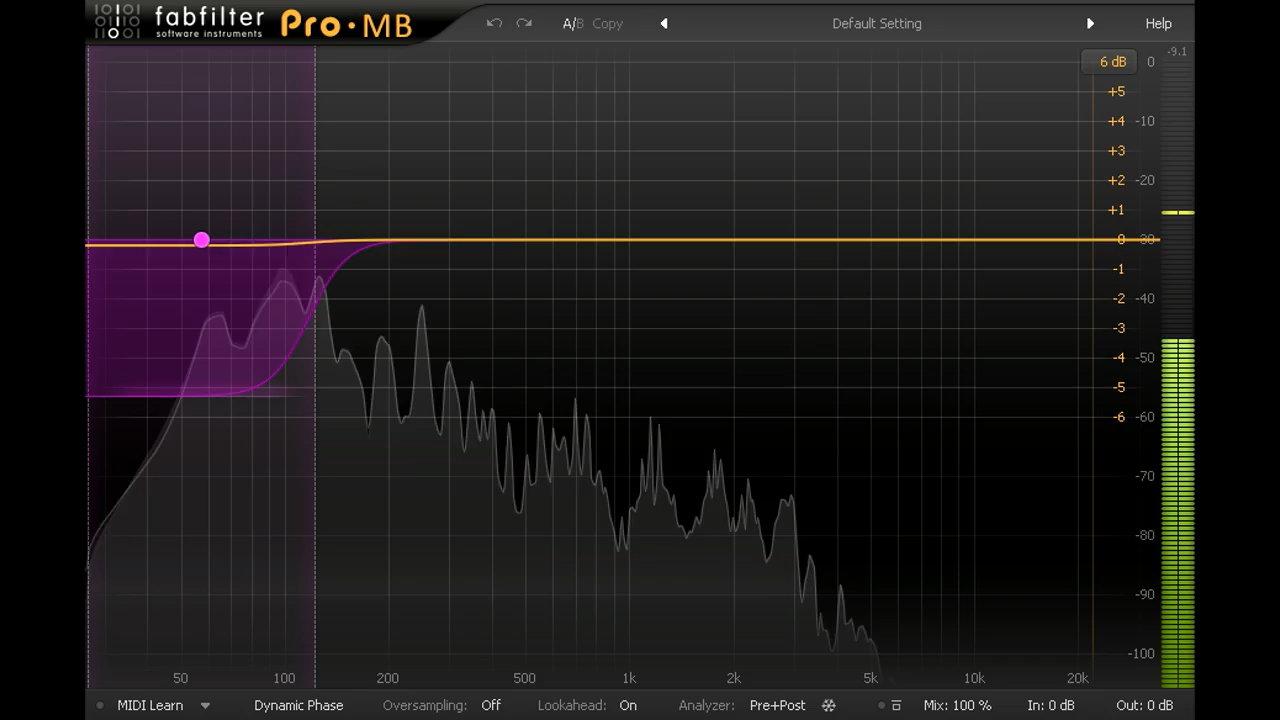 fabfilter
software instruments
Pro·MB
A/B Copy
Default Setting
Help
-9.1
6 dB 0
+5
+4 -10
+3
+2 -20
+1
0 -30
-1
-2 -40
-3
-4 -50
-5
-6 -60
-70
-80
-90
-100
50 100 200 500 1k 2k 5k 10k 20k
MIDI Learn Dynamic Phase Oversampling: Off Lookahead: On Analyzer: Pre+Post Mix: 100 % In: 0 dB Out: 0 dB